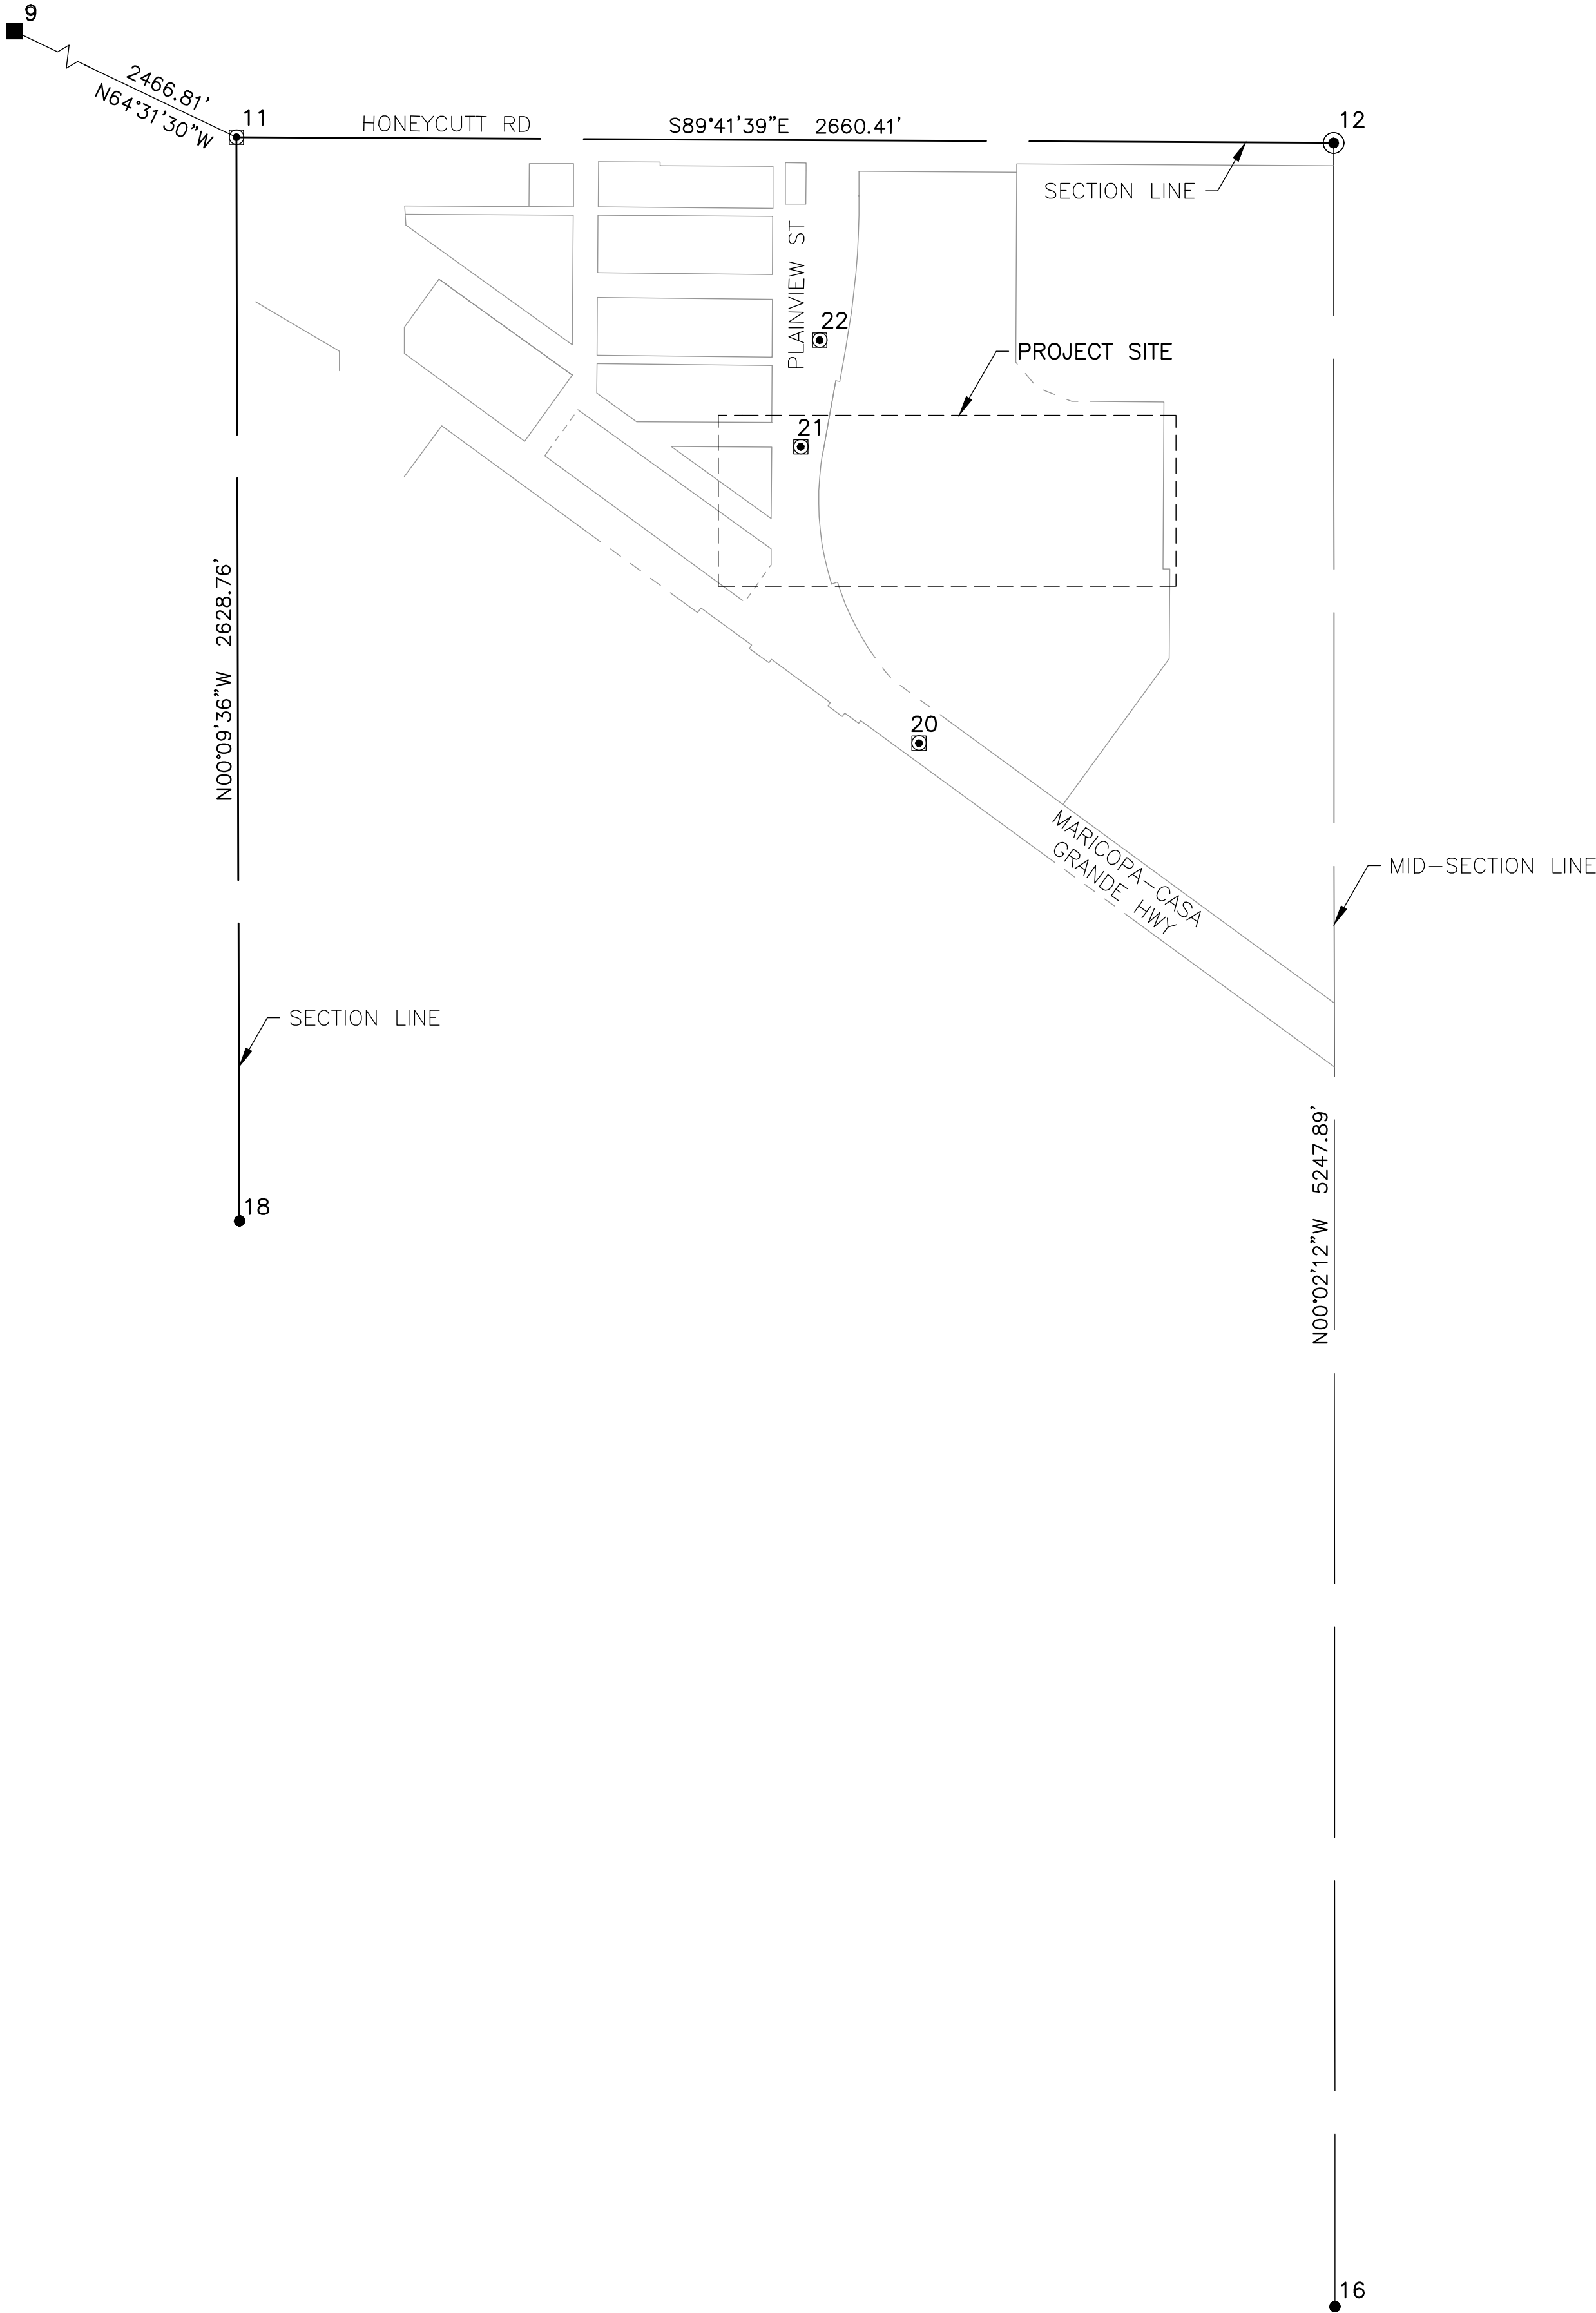 9
2466.81'
N64°31'30"W
11
HONEYCUTT RD
S89°41'39"E 2660.41'
12
SECTION LINE
PLAINVIEW ST
22
PROJECT SITE
21
N00°09'36"W 2628.76'
20
MARICOPA-CASA
GRANDE HWY
MID-SECTION LINE
SECTION LINE
18
N00°02'12"W 5247.89'
16